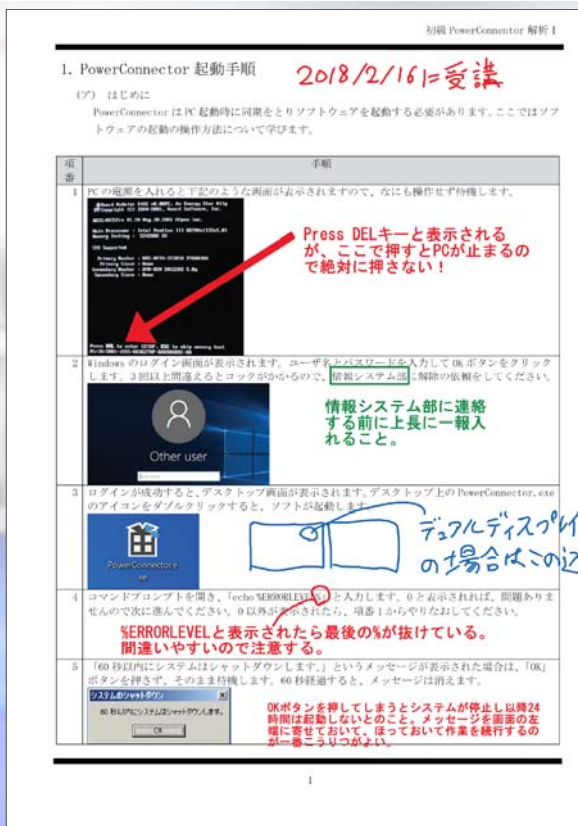 初級 PowerConnentor 解析 I
1. PowerConnector 起動手順
2018/2/16に受講
(ア) はじめに
PowerConnector は PC 起動時に同期をとりソフトウェアを起動する必要があります。ここではソフ
トウェアの起動の操作方法について学びます。
項番
手順
1
PC の電源を入れると下記のような画面が表示されますので、なにも操作せず待機します。
Press DELキーと表示される
が、ここで押すとPCが止まるの
で絶対に押さない！
2
Windows のログイン画面が表示されます。ユーザ名とパスワードを入力して OK ボタンをクリック
します。3 回以上間違えるとロックがかかるので、情報システム部に解除の依頼をしてください。
Other user
情報システム部に連絡
する前に上長に一報入
れること。
3
ログインが成功すると、デスクトップ画面が表示されます。デスクトップ上の PowerConnector.exe
のアイコンをダブルクリックすると、ソフトが起動します。
PowerConnector.e
xe
デュアルディスプレイ
の場合はこの辺
4
コマンドプロンプトを開き、「echo %ERRORLEVEL%」と入力します。0 と表示されれば、問題ありま
せんので次に進んでください。0 以外が表示されたら、項番 1 からやりなおしてください。
%ERRORLEVELと表示されたら最後の%が抜けている。
間違いやすいので注意する。
5
「60 秒以内にシステムはシャットダウンします。」というメッセージが表示された場合は、「OK」
ボタンを押さず、そのまま待機します。60 秒経過すると、メッセージは消えます。
システムのシャットダウン
60 秒以内にシステムはシャットダウンします。
OK
OKボタンを押してしまうとシステムが停止し以降24
時間は起動しないとのこと。メッセージを画面の左
端に寄せておいて、ほっておいて作業を続行するの
が一番こうりつがよい。
1